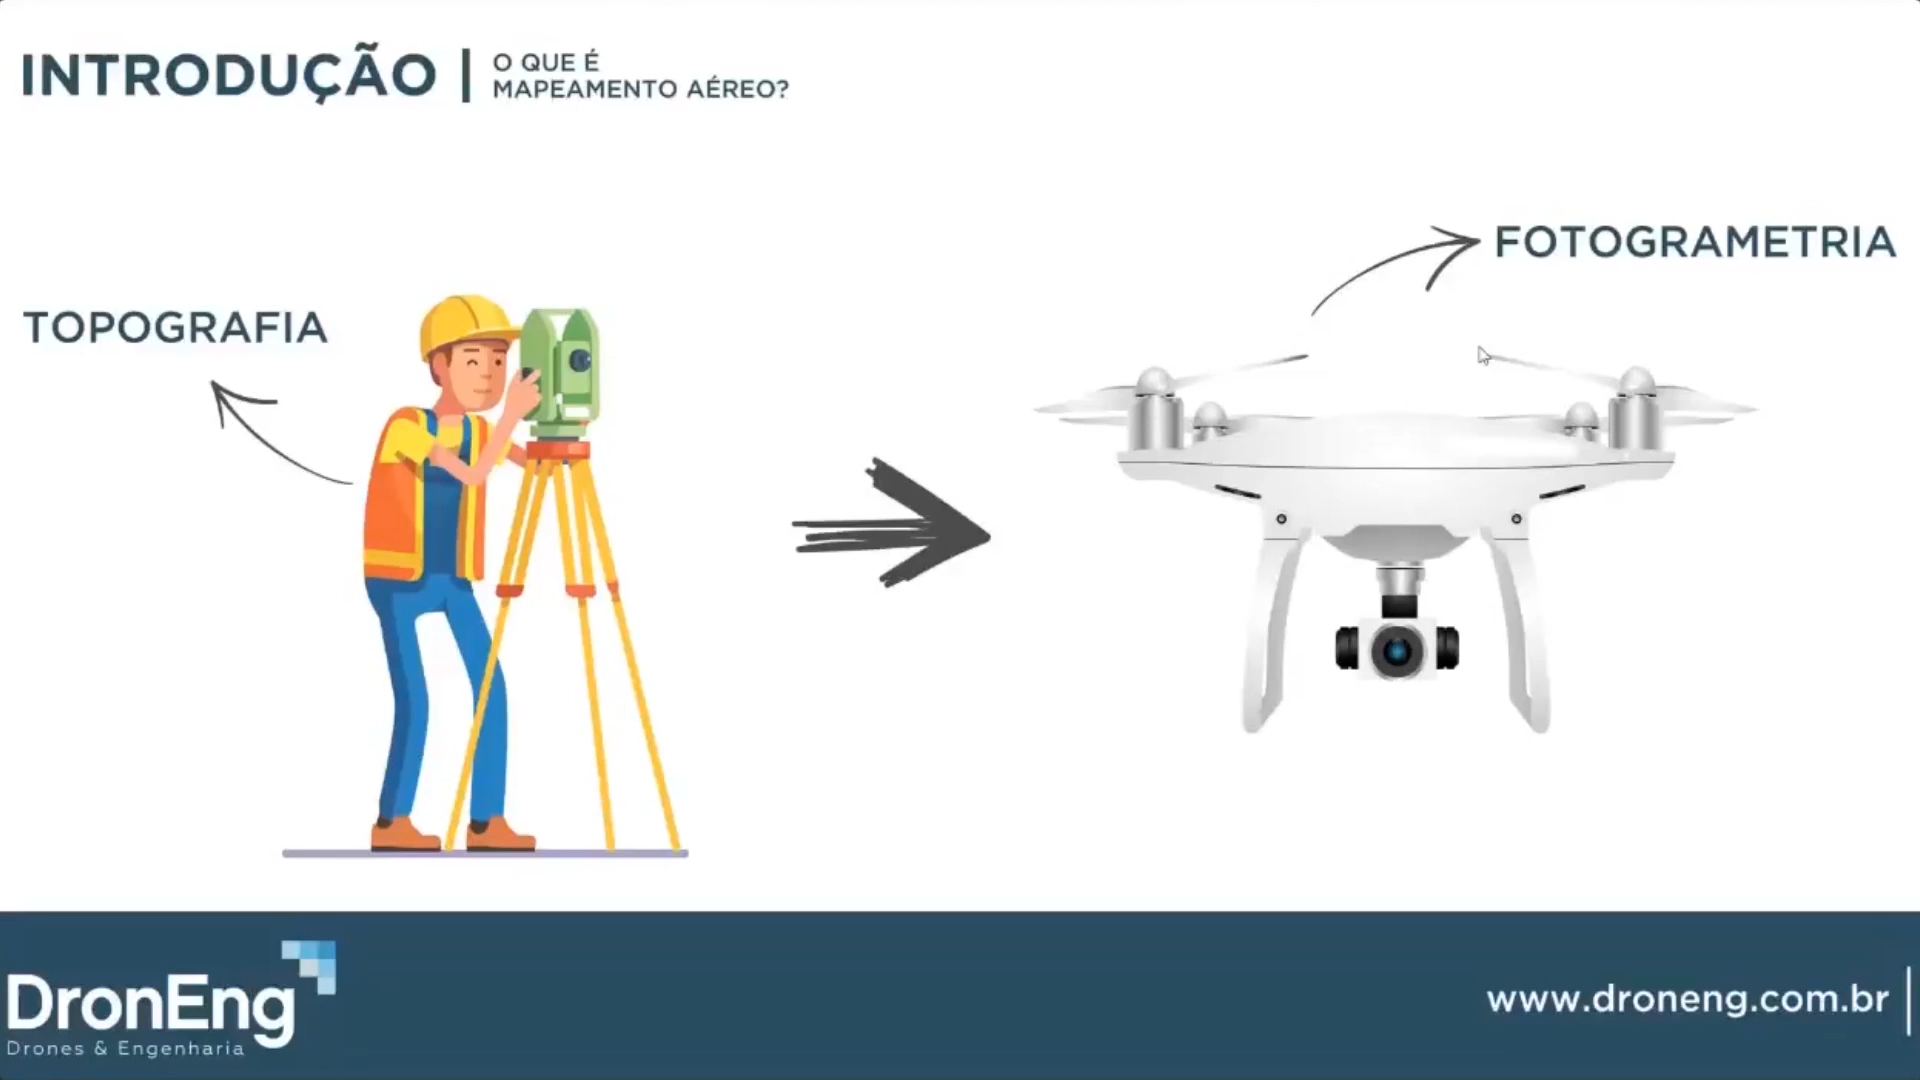 INTRODUÇÃO
O QUE É
MAPEAMENTO AÉREO?
FOTOGRAMETRIA
TOPOGRAFIA
DronEng
Drones & Engenharia
www.droneng.com.br